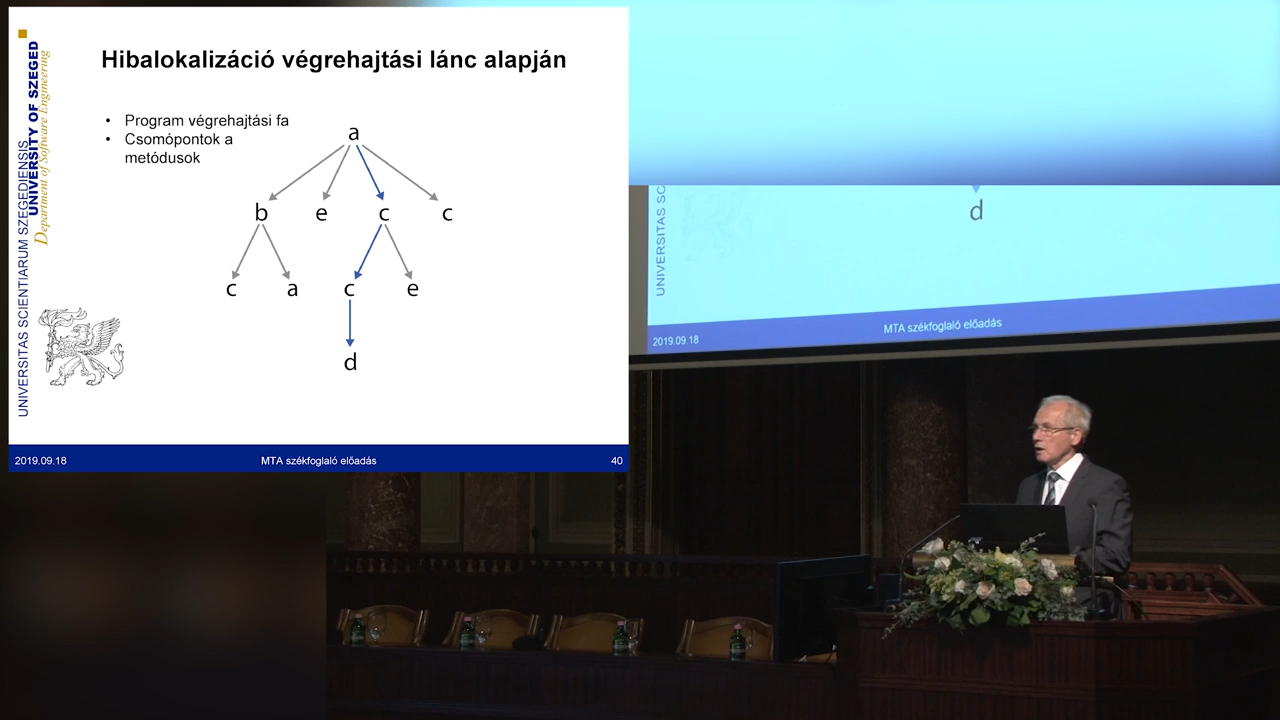 Hibalokalizáció végrehajtási lánc alapján
• Program végrehajtási fa
• Csomópontok a
metódusok
a
b e c c
c a c e
d
UNIVERSITAS SCIENTIARUM SZEGEDIENSIS
UNIVERSITY OF SZEGED
Department of Software Engineering
2019.09.18 MTA székfoglaló előadás 40
d
UNIVERSITAS SC
MTA székfoglaló előadás
2019.09.18